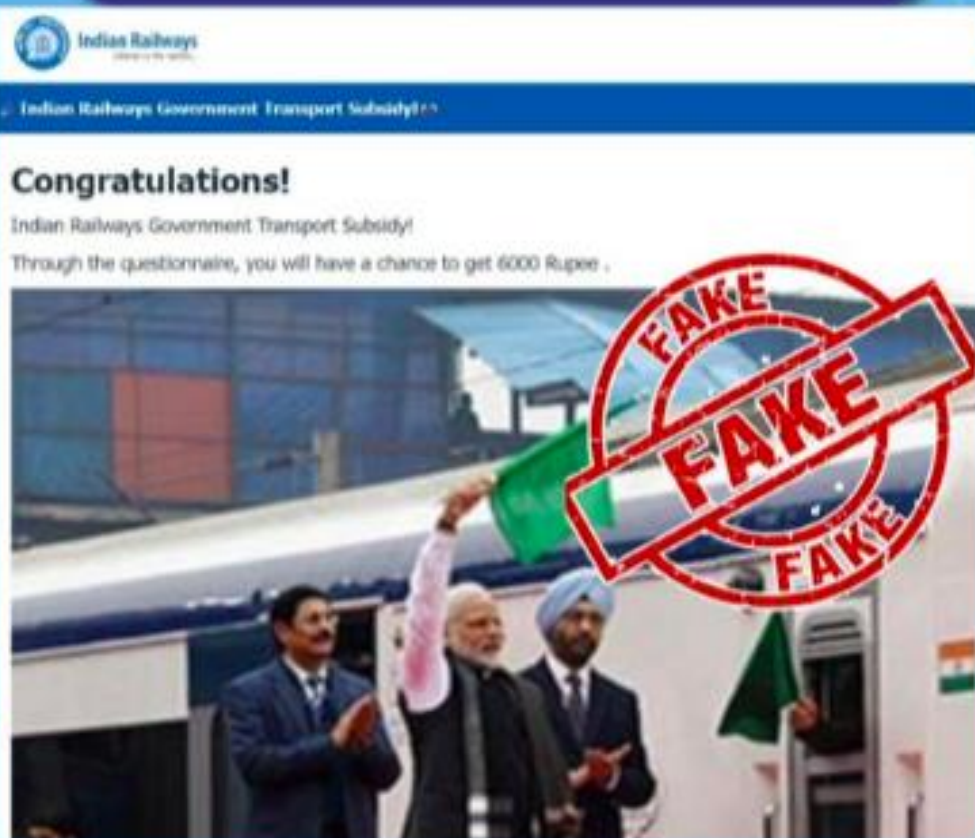 Indian Railways
Indian Railways Government Transport Subsidy!
Congratulations!
Indian Railways Government Transport Subsidy!
Through the questionnaire, you will have a chance to get 6000 Rupee .
FAKE
FAKE
FAKE